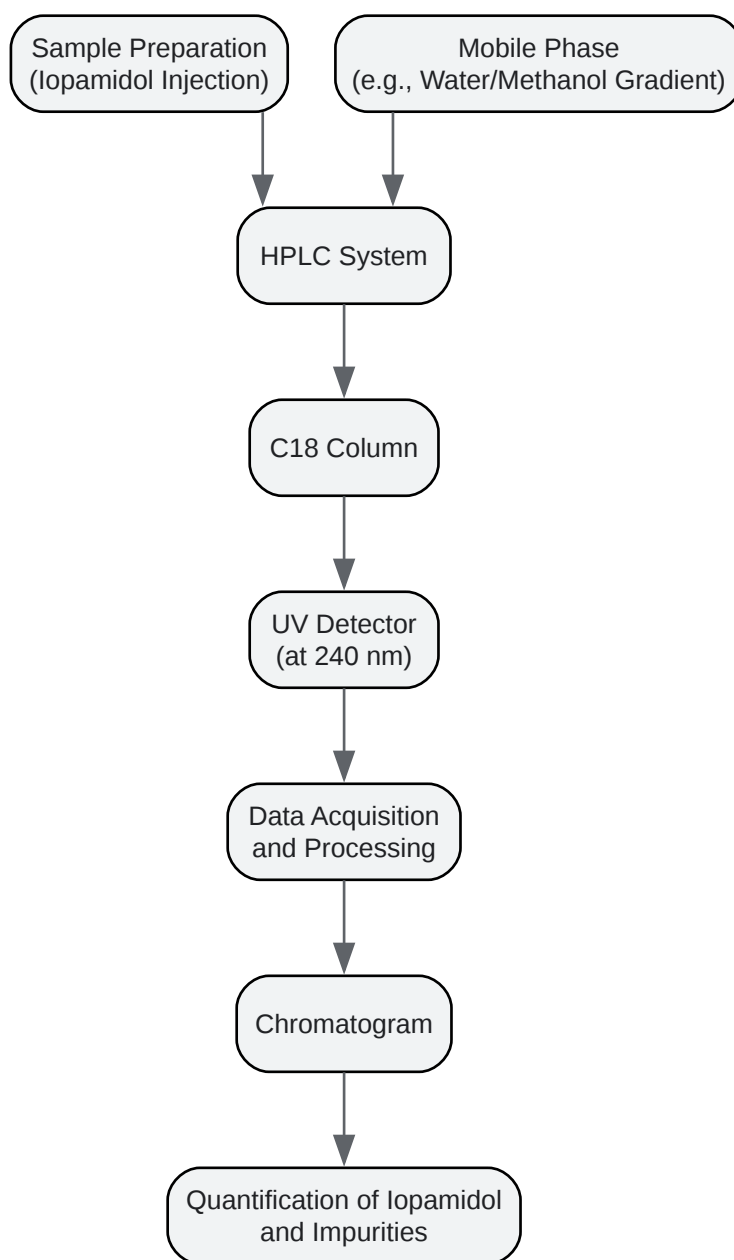 Sample Preparation
(Iopamidol Injection)
Mobile Phase
(e.g., Water/Methanol Gradient)
HPLC System
C18 Column
UV Detector
(at 240 nm)
Data Acquisition
and Processing
Chromatogram
Quantification of Iopamidol
and Impurities